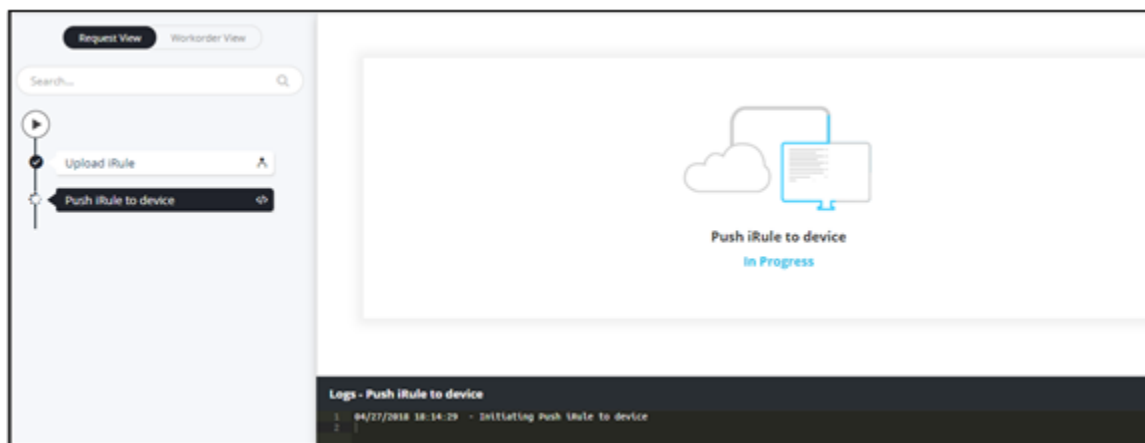 Request View
Workorder View
Search...
Upload iRule
Push iRule to device
Push iRule to device
In Progress
Logs - Push iRule to device
1 04/27/2018 18:14:29 - Initiating Push iRule to device
2